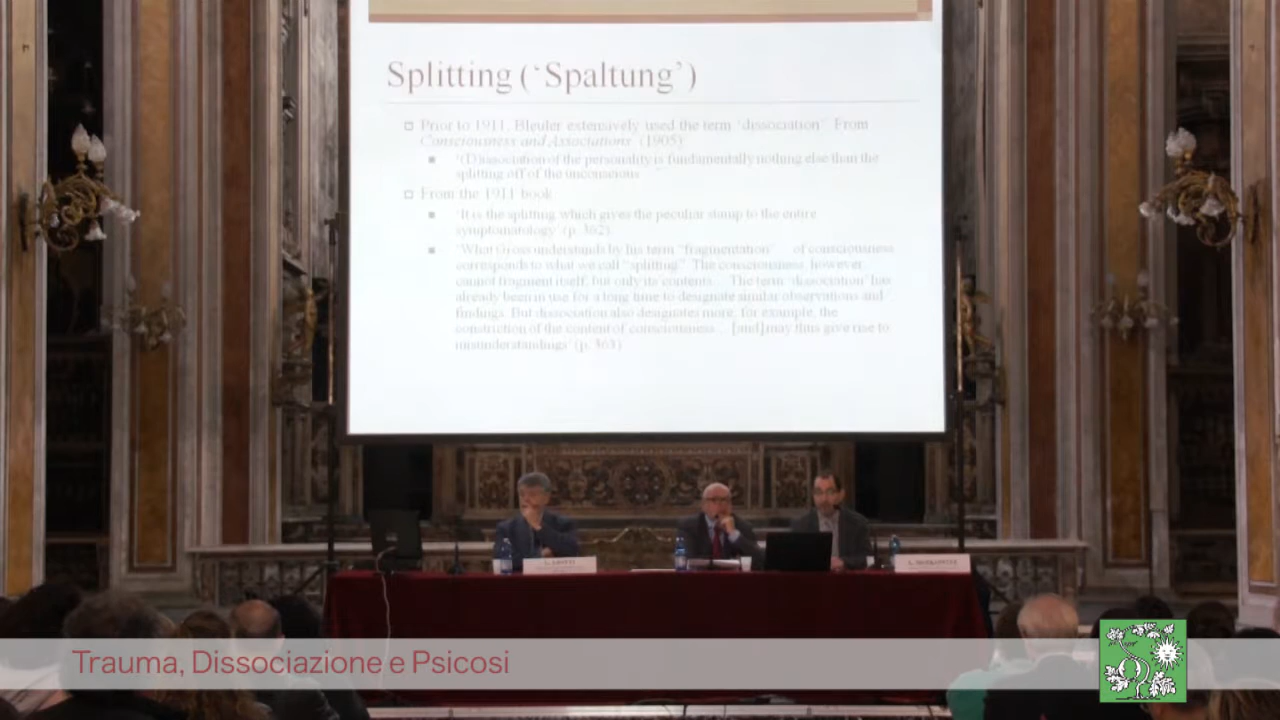 Splitting (‘Spaltung’)
Prior to 1911, Bleuler extensively used the term ‘dissociation’. From
Consciousness and Associations (1905)
‘(D)issociation of the personality is fundamentally nothing else than the
splitting off of the unconscious
From the 1911 book
‘It is the splitting which gives the peculiar stamp to the entire
symptomatology’ (p. 362)
‘What Gross understands by his term “fragmentation” of consciousness
corresponds to what we call “splitting.” The consciousness, however
cannot fragment itself, but only its contents... The term ‘dissociation’ has
already been in use for a long time to designate similar observations and
findings. But dissociation also designates more, for example, the
constriction of the content of consciousness... [and] may thus give rise to
misunderstandings’ (p. 363)
Trauma, Dissociazione e Psicosi